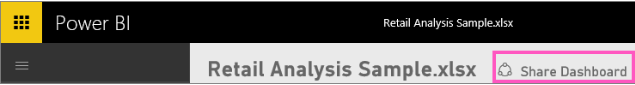 Power BI
Retail Analysis Sample.xlsx
Retail Analysis Sample.xlsx
Share Dashboard